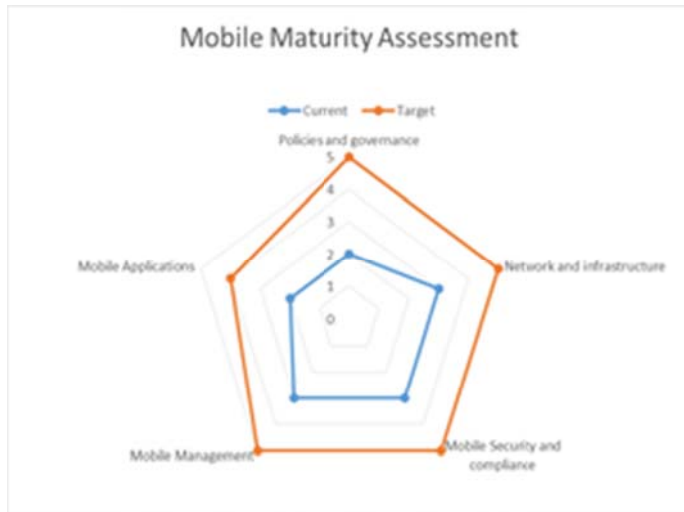 Mobile Maturity Assessment
Current Target
Policies and governance
5
4
3
2
1
0
Mobile Applications
Network and infrastructure
Mobile Management
Mobile Security and
compliance